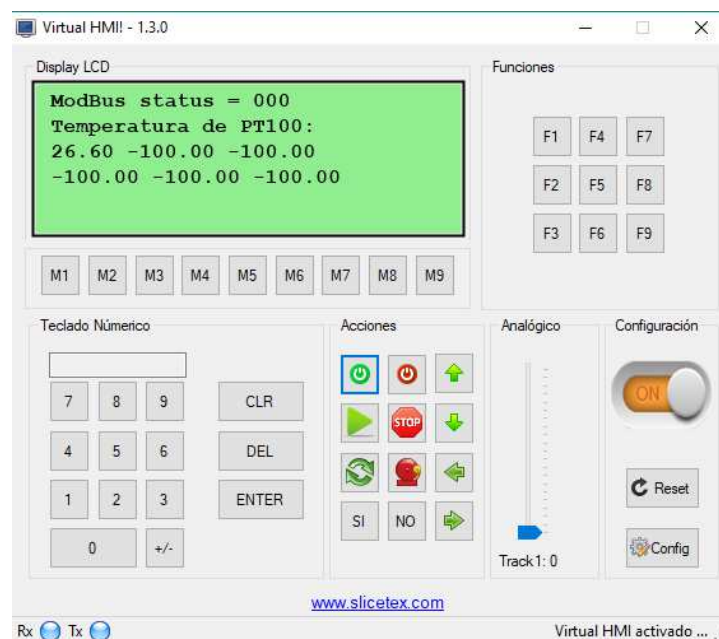 Virtual HMI! - 1.3.0
Display LCD
ModBus status = 000
Temperatura de PT100:
26.60 -100.00 -100.00
-100.00 -100.00 -100.00
Funciones
F1 F4 F7
F2 F5 F8
F3 F6 F9
M1 M2 M3 M4 M5 M6 M7 M8 M9
Teclado Númerico
7 8 9 CLR
4 5 6 DEL
1 2 3 ENTER
0 +/-
Acciones
STOP
SI NO
Analógico
Track1: 0
Configuración
ON
Reset
Config
www.slicetex.com
Rx Tx
Virtual HMI activado ...